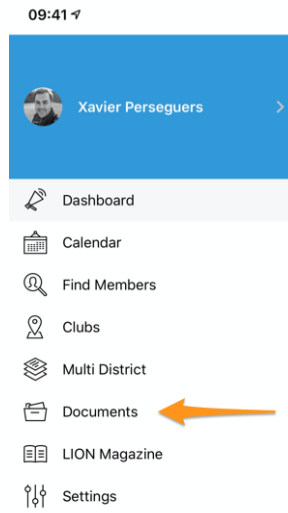 09:41
Xavier Perseguers
Dashboard
Calendar
Find Members
Clubs
Multi District
Documents
LION Magazine
Settings